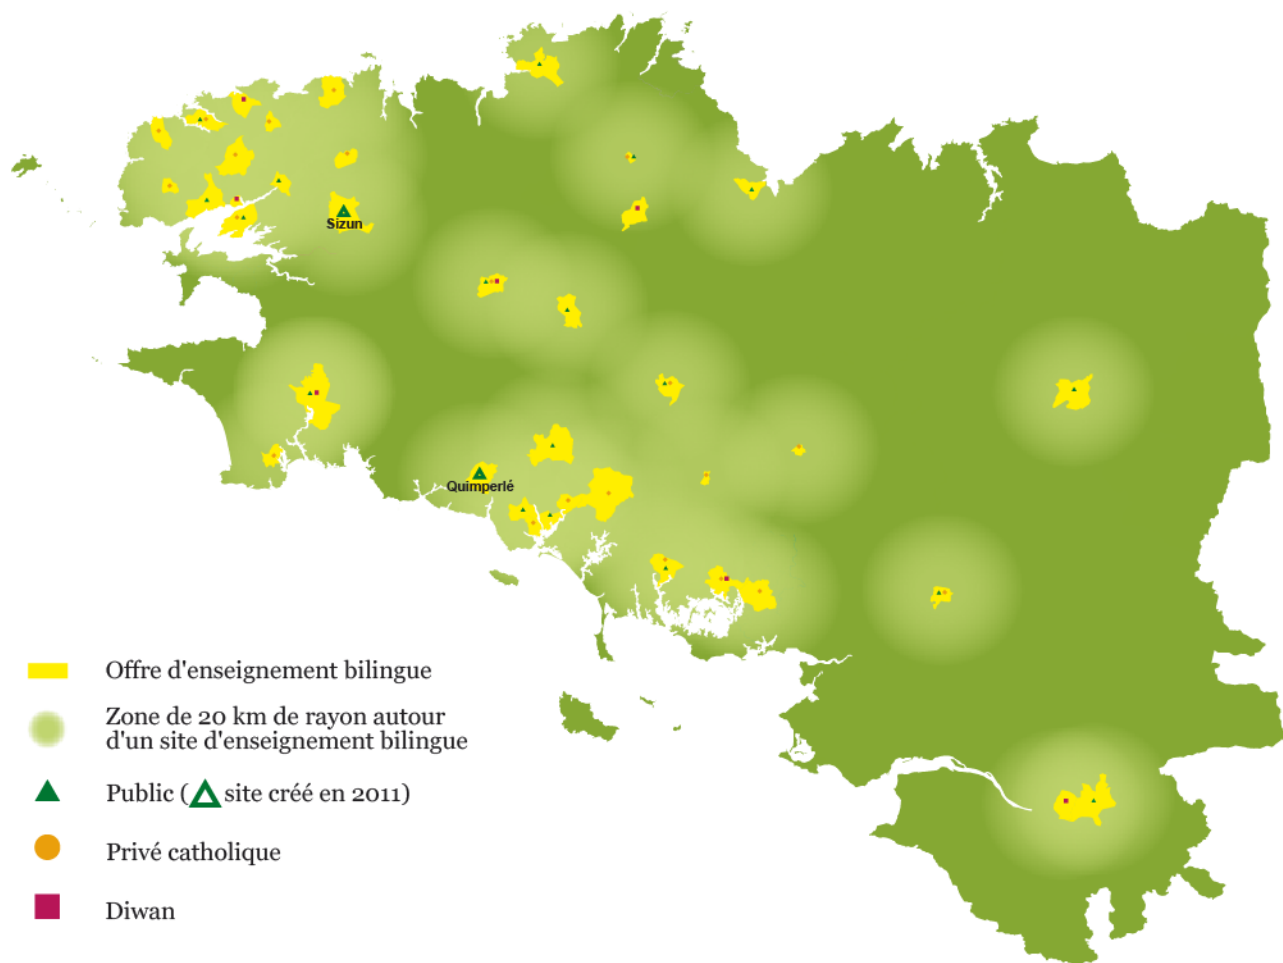 Sizun
Quimperlé
Offre d'enseignement bilingue
Zone de 20 km de rayon autour
d'un site d'enseignement bilingue
Public ( site créé en 2011)
Privé catholique
Diwan